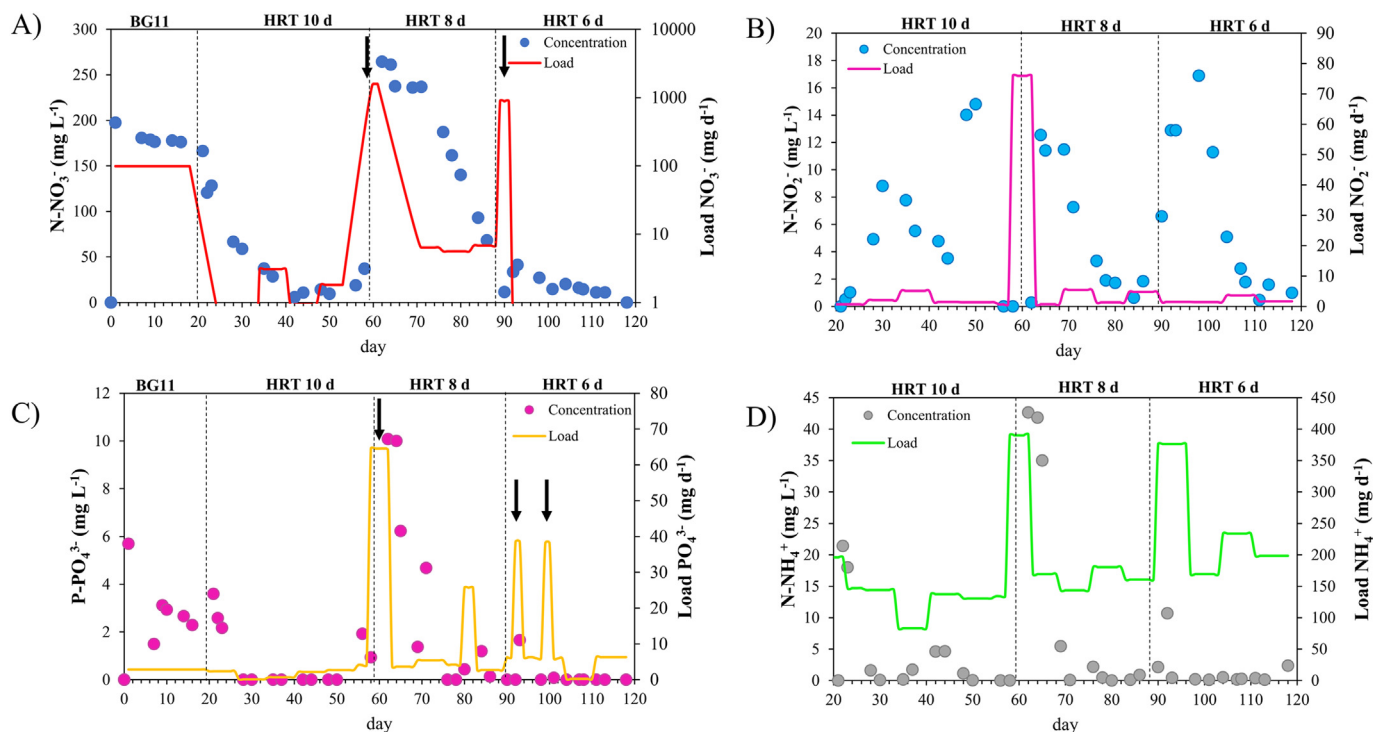 A)
BG11 HRT 10 d HRT 8 d HRT 6 d
N-NO₃⁻ (mg L⁻¹)
300
250
200
150
100
50
0
Concentration
Load
10000
1000
100
10
1
Load NO₃⁻ (mg d⁻¹)
0 10 20 30 40 50 60 70 80 90 100 110 120
day
B)
HRT 10 d HRT 8 d HRT 6 d
N-NO₂⁻ (mg L⁻¹)
20
18
16
14
12
10
8
6
4
2
0
Concentration
Load
90
80
70
60
50
40
30
20
10
0
Load NO₂⁻ (mg d⁻¹)
20 30 40 50 60 70 80 90 100 110 120
day
C)
BG11 HRT 10 d HRT 8 d HRT 6 d
P-PO₄³⁻ (mg L⁻¹)
12
10
8
6
4
2
0
Concentration
Load
80
70
60
50
40
30
20
10
0
Load PO₄³⁻ (mg d⁻¹)
0 10 20 30 40 50 60 70 80 90 100 110 120
day
D)
HRT 10 d HRT 8 d HRT 6 d
N-NH₄⁺ (mg L⁻¹)
45
40
35
30
25
20
15
10
5
0
Concentration
Load
450
400
350
300
250
200
150
100
50
0
Load NH₄⁺ (mg d⁻¹)
20 30 40 50 60 70 80 90 100 110 120
day